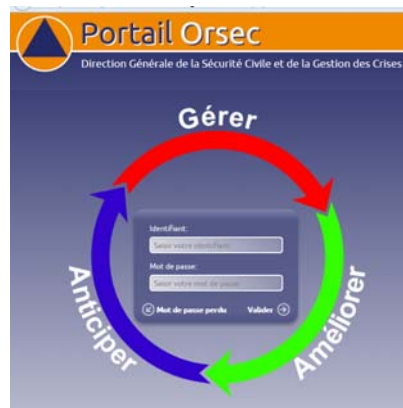 Portail Orsec
Direction Générale de la Sécurité Civile et de la Gestion des Crises
Gérer
Identifiant:
Saisir votre identifiant
Mot de passe:
Saisir votre mot de passe
Mot de passe perdu
Valider
Anticiper
Améliorer